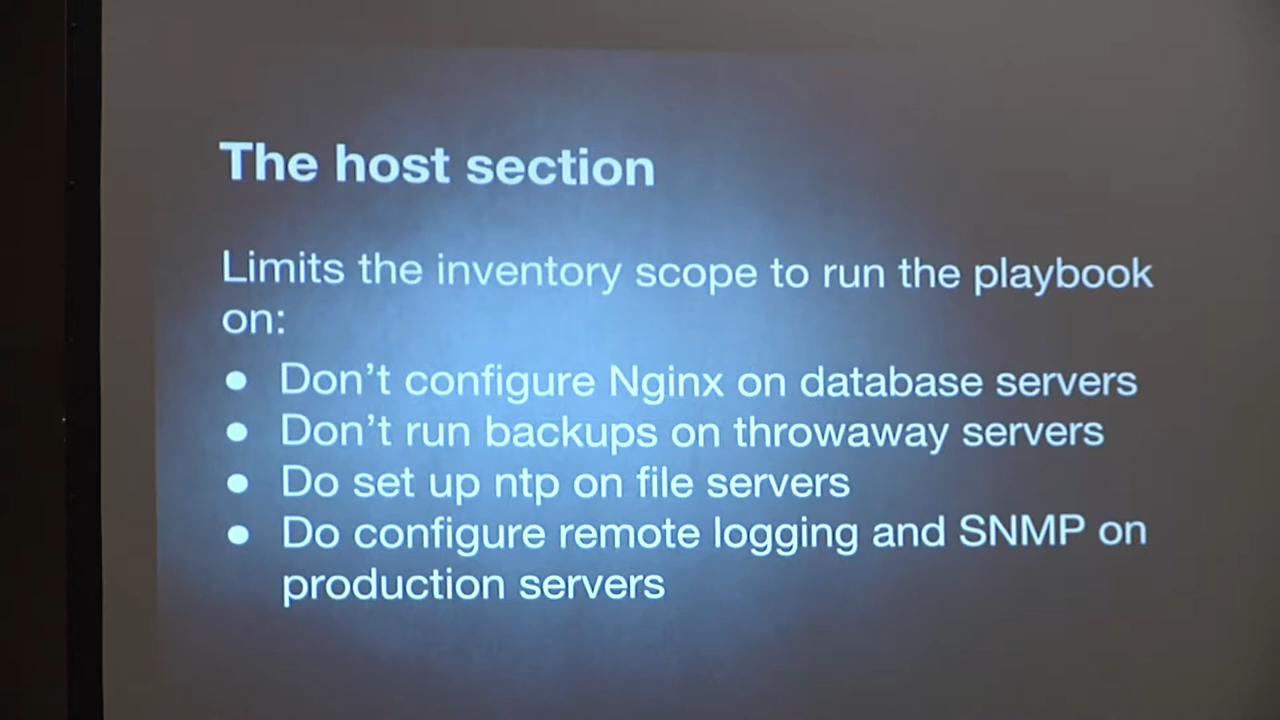 The host section
Limits the inventory scope to run the playbook
on:
● Don't configure Nginx on database servers
● Don't run backups on throwaway servers
● Do set up ntp on file servers
● Do configure remote logging and SNMP on
production servers